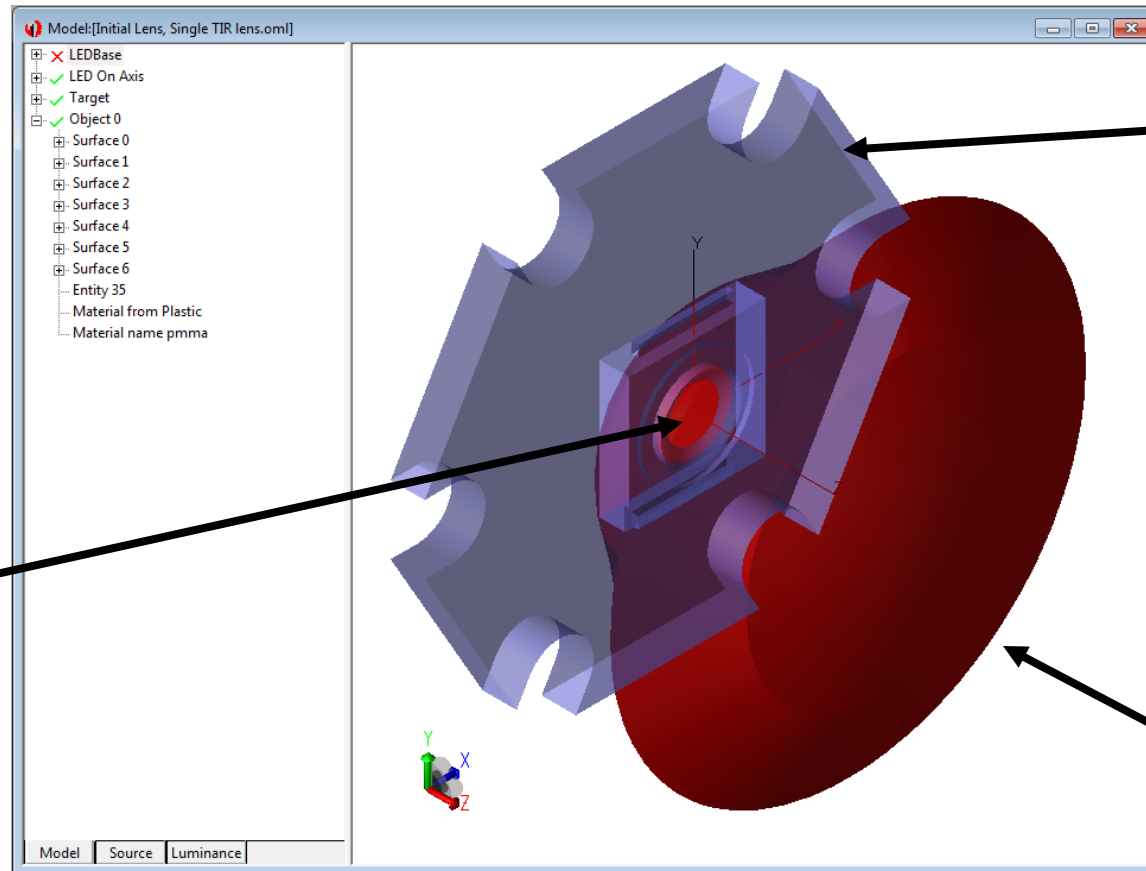 Model:[Initial Lens, Single TIR lens.oml]
LEDBase
LED On Axis
Target
Object 0
Surface 0
Surface 1
Surface 2
Surface 3
Surface 4
Surface 5
Surface 6
Entity 35
Material from Plastic
Material name pmma
Y
X
Z
Y
X
Z
Model Source Luminance